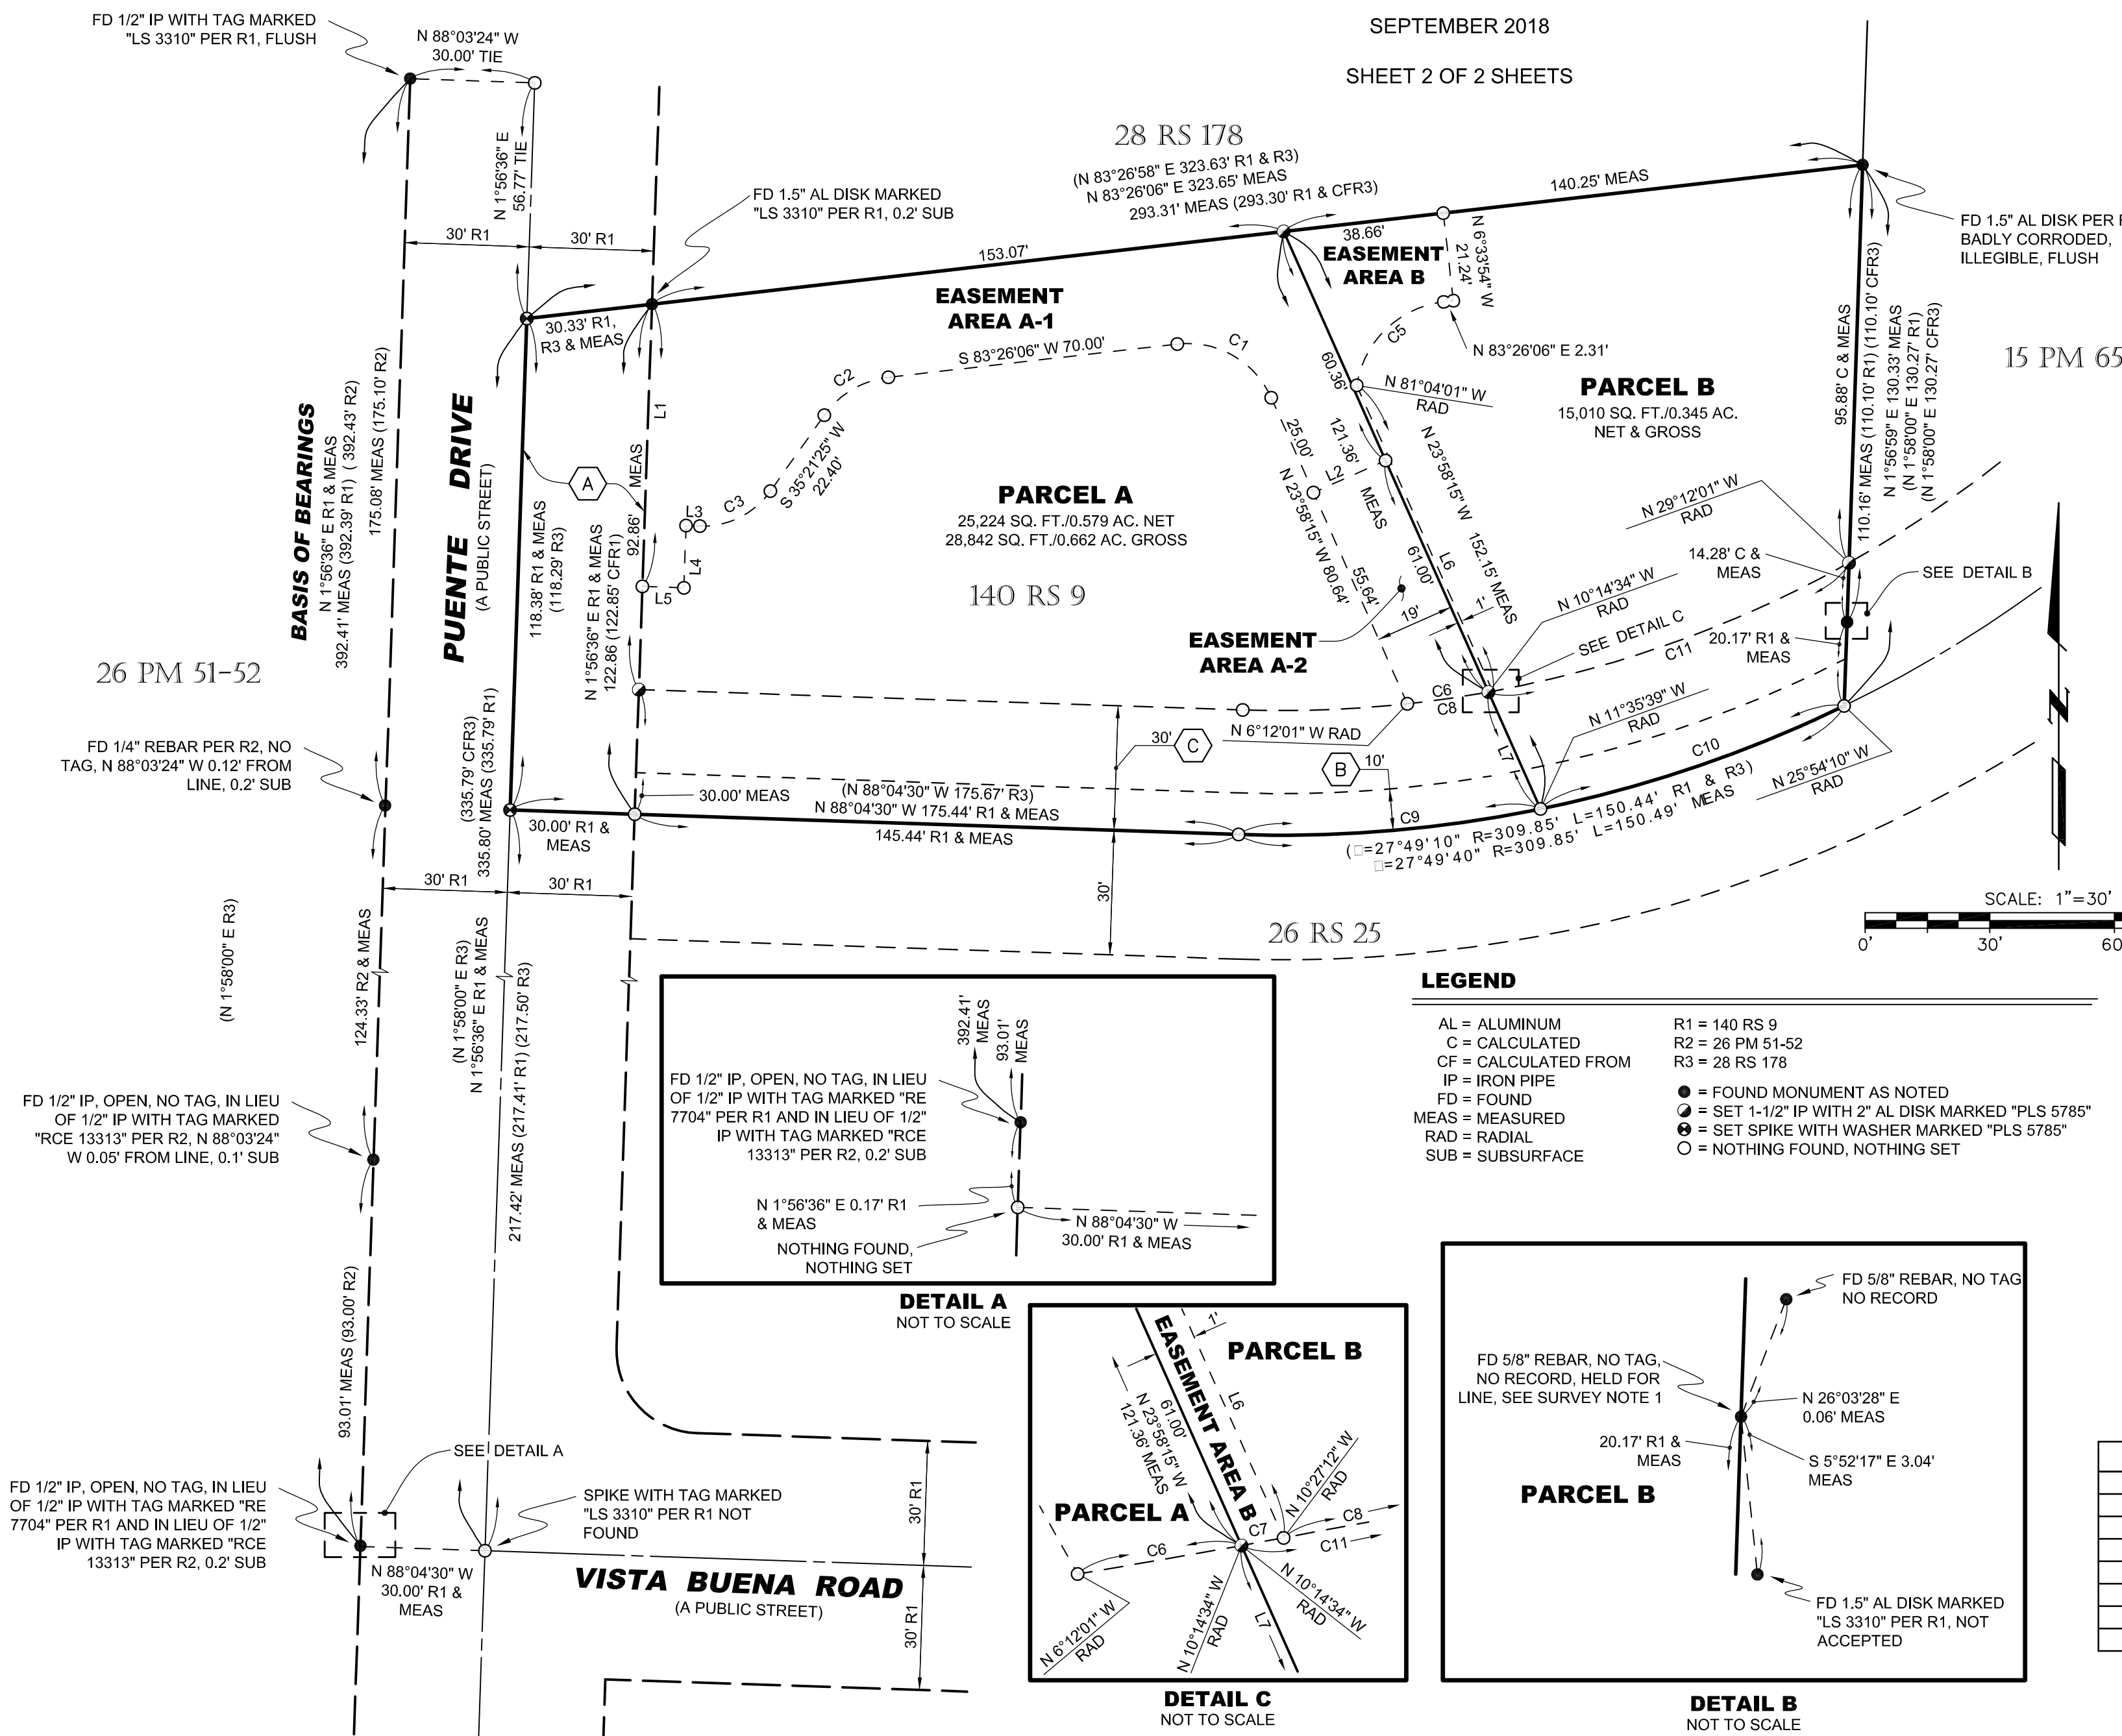 SEPTEMBER 2018
SHEET 2 OF 2 SHEETS
FD 1/2" IP WITH TAG MARKED
"LS 3310" PER R1, FLUSH
N 88°03'24" W
30.00' TIE
N 1°56'36" E
56.77' TIE
FD 1.5" AL DISK MARKED
"LS 3310" PER R1, 0.2' SUB
30' R1
30' R1
28 RS 178
(N 83°26'58" E 323.63' R1 & R3)
N 83°26'06" E 323.65' MEAS
293.31' MEAS (293.30' R1 & CFR3)
140.25' MEAS
153.07'
38.66'
FD 1.5" AL DISK PER
BADLY CORRODED,
ILLEGIBLE, FLUSH
30.33' R1,
R3 & MEAS
EASEMENT
AREA A-1
EASEMENT
AREA B
N 6°33'54" W
21.24'
C5
N 83°26'06" E 2.31'
S 83°26'06" W 70.00'
C1
C2
L1
60.36'
N 81°04'01" W
RAD
PARCEL B
15,010 SQ. FT./0.345 AC.
NET & GROSS
15 PM 65
95.88' C & MEAS
110.16' MEAS (110.10' R1) (110.10' CFR3)
N 1°56'59" E 130.33' MEAS
(N 1°58'00" E 130.27' R1)
(N 1°58'00" E 130.27' CFR3)
BASIS OF BEARINGS
N 1°56'36" E R1 & MEAS
392.41' MEAS (392.39' R1) ( 392.43' R2)
175.08' MEAS (175.10' R2)
PUENTE DRIVE
(A PUBLIC STREET)
A
118.38' R1 & MEAS
(118.29' R3)
N 1°56'36" E R1 & MEAS
122.86 (122.85' CFR1)
92.86' MEAS
S 35°21'25" W
22.40'
L3
C3
L4
L5
PARCEL A
25,224 SQ. FT./0.579 AC. NET
28,842 SQ. FT./0.662 AC. GROSS
140 RS 9
25.00'
L2
N 23°58'15" W 80.64'
55.64'
121.36' MEAS
61.00'
N 23°58'15" W 152.15' MEAS
L6
19'
1'
EASEMENT
AREA A-2
N 29°12'01" W
RAD
14.28' C &
MEAS
SEE DETAIL B
20.17' R1 &
MEAS
N 10°14'34" W
RAD
SEE DETAIL C
C11
C6
C8
N 6°12'01" W RAD
N 11°35'39" W
RAD
L7
C10
N 25°54'10" W
RAD
26 PM 51-52
FD 1/4" REBAR PER R2, NO
TAG, N 88°03'24" W 0.12' FROM
LINE, 0.2' SUB
(335.79' CFR3)
335.80' MEAS (335.79' R1)
30'
C
B
10'
30.00' MEAS
(N 88°04'30" W 175.67' R3)
N 88°04'30" W 175.44' R1 & MEAS
145.44' R1 & MEAS
30.00' R1 &
MEAS
C9
(□=27°49'10" R=309.85' L=150.44' R1 & R3)
□=27°49'40" R=309.85' L=150.49' MEAS
30' R1
30' R1
30'
26 RS 25
N
SCALE: 1"=30'
0'
30'
60
(N 1°58'00" E R3)
124.33' R2 & MEAS
(N 1°58'00" E R3)
N 1°56'36" E R1 & MEAS
217.42' MEAS (217.41' R1) (217.50' R3)
FD 1/2" IP, OPEN, NO TAG, IN LIEU
OF 1/2" IP WITH TAG MARKED
"RCE 13313" PER R2, N 88°03'24"
W 0.05' FROM LINE, 0.1' SUB
93.01' MEAS (93.00' R2)
392.41'
MEAS
93.01'
MEAS
FD 1/2" IP, OPEN, NO TAG, IN LIEU
OF 1/2" IP WITH TAG MARKED "RE
7704" PER R1 AND IN LIEU OF 1/2"
IP WITH TAG MARKED "RCE
13313" PER R2, 0.2' SUB
N 1°56'36" E 0.17' R1
& MEAS
NOTHING FOUND,
NOTHING SET
N 88°04'30" W
30.00' R1 & MEAS
DETAIL A
NOT TO SCALE
LEGEND
AL = ALUMINUM
C = CALCULATED
CF = CALCULATED FROM
IP = IRON PIPE
FD = FOUND
MEAS = MEASURED
RAD = RADIAL
SUB = SUBSURFACE
R1 = 140 RS 9
R2 = 26 PM 51-52
R3 = 28 RS 178
= FOUND MONUMENT AS NOTED
= SET 1-1/2" IP WITH 2" AL DISK MARKED "PLS 5785"
= SET SPIKE WITH WASHER MARKED "PLS 5785"
= NOTHING FOUND, NOTHING SET
SEE DETAIL A
FD 1/2" IP, OPEN, NO TAG, IN LIEU
OF 1/2" IP WITH TAG MARKED "RE
7704" PER R1 AND IN LIEU OF 1/2"
IP WITH TAG MARKED "RCE
13313" PER R2, 0.2' SUB
N 88°04'30" W
30.00' R1 &
MEAS
SPIKE WITH TAG MARKED
"LS 3310" PER R1 NOT
FOUND
VISTA BUENA ROAD
(A PUBLIC STREET)
30' R1
30' R1
EASEMENT AREA B
PARCEL B
1'
L6
61.00'
N 23°58'15" W
121.36' MEAS
PARCEL A
N 10°27'12" W
RAD
C7
C8
C6
C11
N 6°12'01" W
RAD
N 10°14'34" W
RAD
N 10°14'34" W
RAD
L7
DETAIL C
NOT TO SCALE
FD 5/8" REBAR, NO TAG
NO RECORD
FD 5/8" REBAR, NO TAG,
NO RECORD, HELD FOR
LINE, SEE SURVEY NOTE 1
N 26°03'28" E
0.06' MEAS
20.17' R1 &
MEAS
S 5°52'17" E 3.04'
MEAS
PARCEL B
FD 1.5" AL DISK MARKED
"LS 3310" PER R1, NOT
ACCEPTED
DETAIL B
NOT TO SCALE